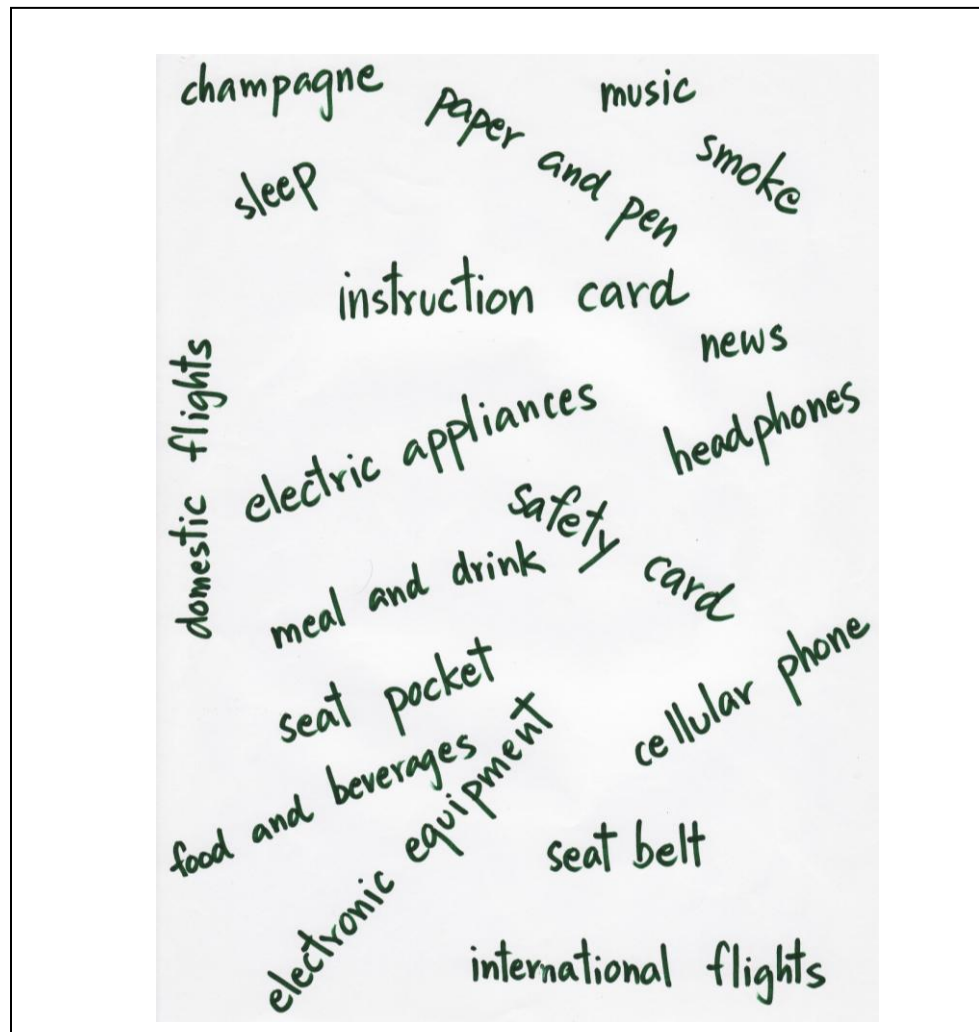 champagne
paper and pen
music
smoke
sleep
instruction card
news
domestic flights
electric appliances
headphones
safety card
meal and drink
seat pocket
cellular phone
food and beverages
electronic equipment
seat belt
international flights